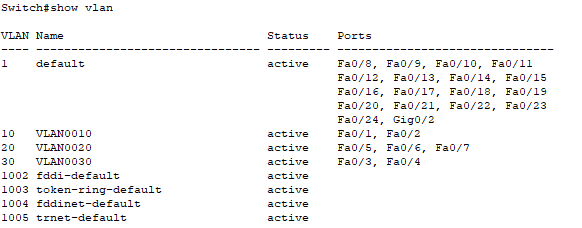 Switch#show vlan
VLAN Name                             Status    Ports
---- -------------------------------- --------- -------------------------------
1    default                          active    Fa0/8, Fa0/9, Fa0/10, Fa0/11
                                                Fa0/12, Fa0/13, Fa0/14, Fa0/15
                                                Fa0/16, Fa0/17, Fa0/18, Fa0/19
                                                Fa0/20, Fa0/21, Fa0/22, Fa0/23
                                                Fa0/24, Gig0/2
10   VLAN0010                         active    Fa0/1, Fa0/2
20   VLAN0020                         active    Fa0/5, Fa0/6, Fa0/7
30   VLAN0030                         active    Fa0/3, Fa0/4
1002 fddi-default                     active
1003 token-ring-default               active
1004 fddinet-default                  active
1005 trnet-default                    active